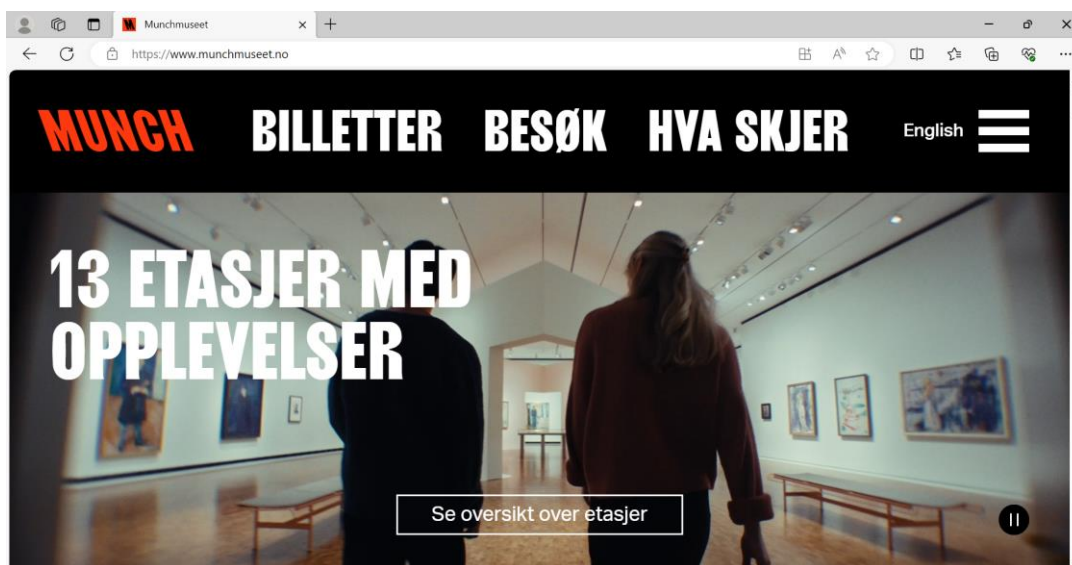 Munchmuseet
https://www.munchmuseet.no
MUNCH BILLETTER BESØK HVA SKJER English
13 ETASJER MED
OPPLEVELSER
Se oversikt over etasjer